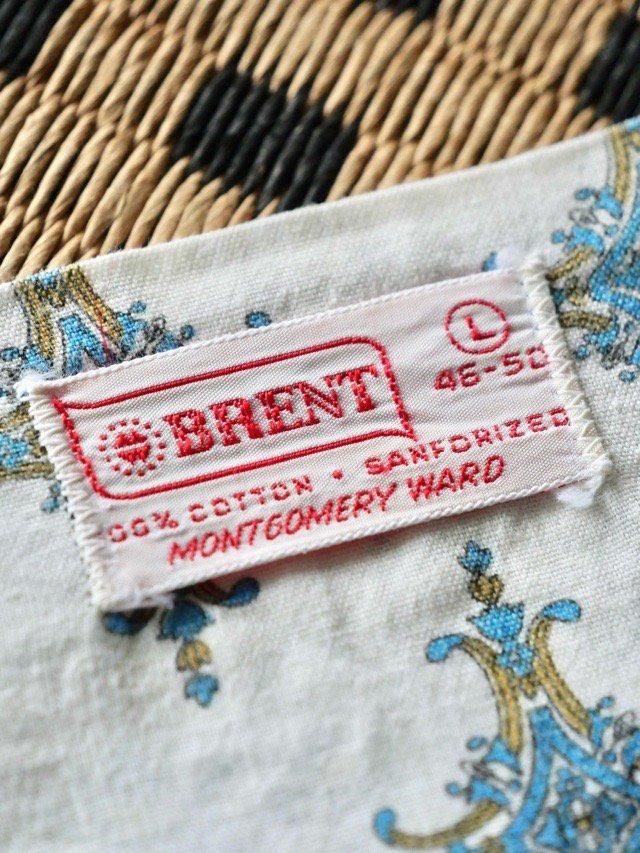 L
BRENT
46-50
00% COTTON • SANFORIZED
MONTGOMERY WARD